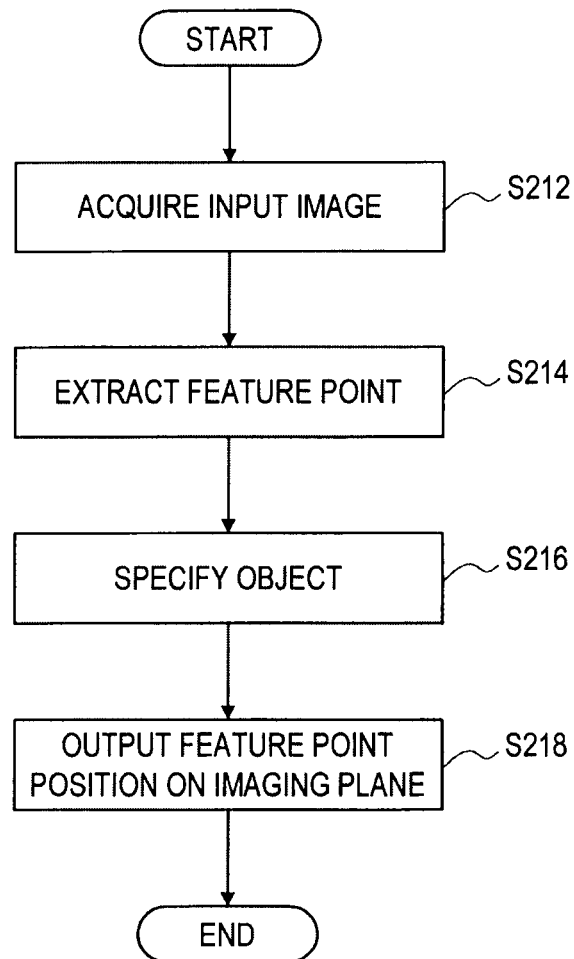 START
ACQUIRE INPUT IMAGE
S212
EXTRACT FEATURE POINT
S214
SPECIFY OBJECT
S216
OUTPUT FEATURE POINT
POSITION ON IMAGING PLANE
S218
END